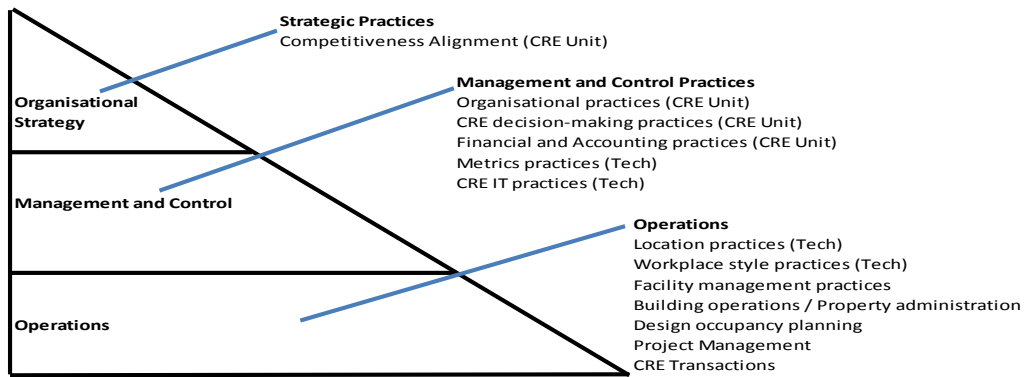 Strategic Practices
Competitiveness Alignment (CRE Unit)
Organisational
Strategy
Management and Control Practices
Organisational practices (CRE Unit)
CRE decision-making practices (CRE Unit)
Financial and Accounting practices (CRE Unit)
Metrics practices (Tech)
CRE IT practices (Tech)
Management and Control
Operations
Location practices (Tech)
Workplace style practices (Tech)
Facility management practices
Building operations / Property administration
Design occupancy planning
Project Management
CRE Transactions
Operations